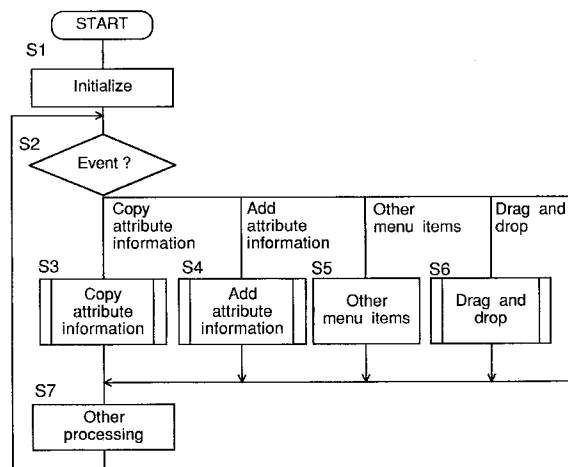 START
S1
Initialize
S2
Event ?
Copy
attribute
information
Add
attribute
information
Other
menu items
Drag and
drop
S3
Copy
attribute
information
S4
Add
attribute
information
S5
Other
menu items
S6
Drag and
drop
S7
Other
processing